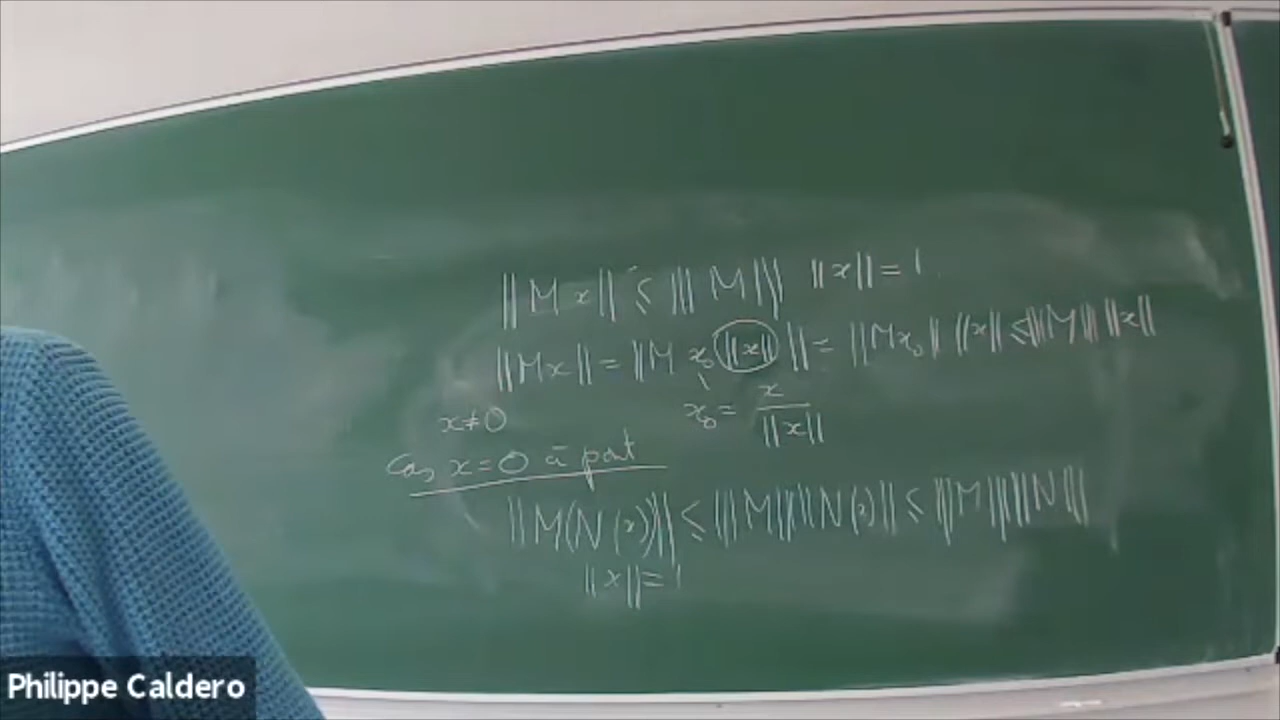 ||Mx|| ≤ |||M||| ||x|| = 1
||Mx|| = ||M x₀ ||x|| || = ||Mx₀|| ||x|| ≤ |||M||| ||x||
x≠0 x₀ = x/||x||
Cas x=0 à part
||M(N(x))|| ≤ |||M||| ||N(x)|| ≤ |||M||| |||N|||
||x|| = 1
Philippe Caldero